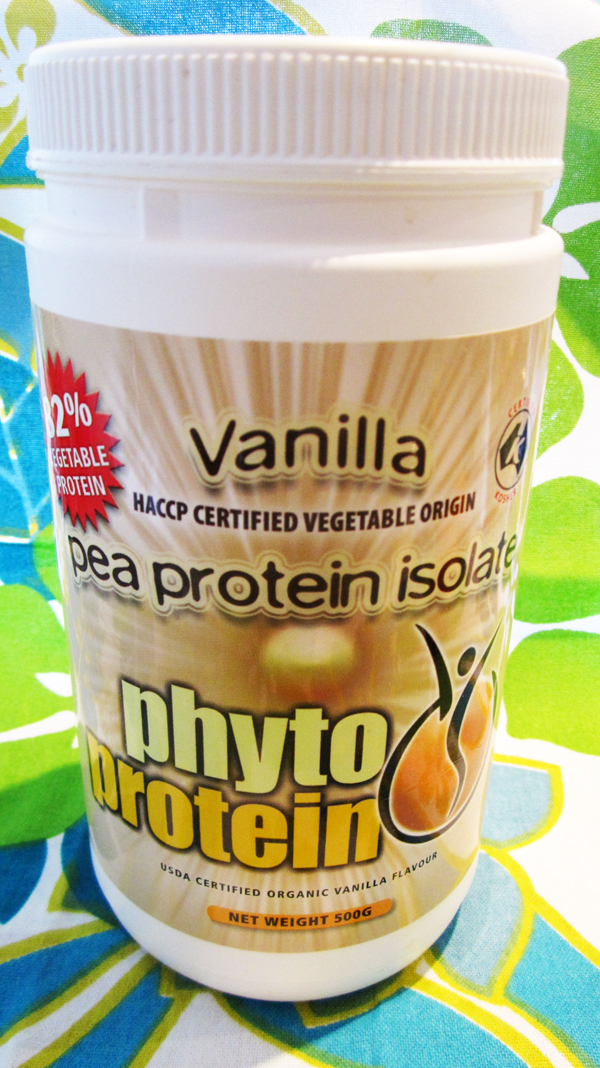 Vanilla
HACCP CERTIFIED VEGETABLE ORIGIN
pea protein isolate
82%
VEGETABLE
PROTEIN
KOSHER
phyto
protein
USDA CERTIFIED ORGANIC VANILLA FLAVOUR
NET WEIGHT 500G